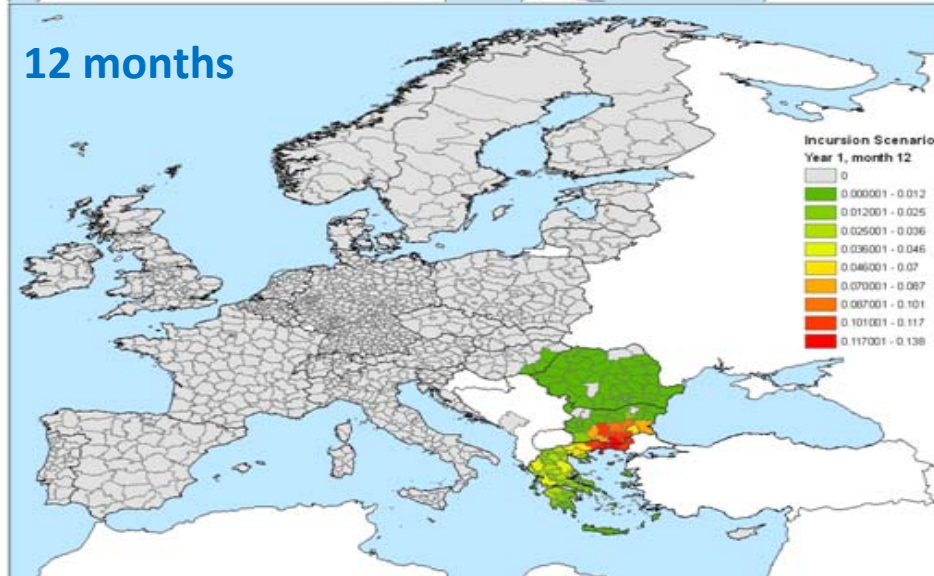 12 months
Incursion Scenario
Year 1, month 12
0
0.000001 - 0.012
0.012001 - 0.025
0.025001 - 0.036
0.036001 - 0.046
0.046001 - 0.07
0.070001 - 0.087
0.087001 - 0.101
0.101001 - 0.117
0.117001 - 0.138